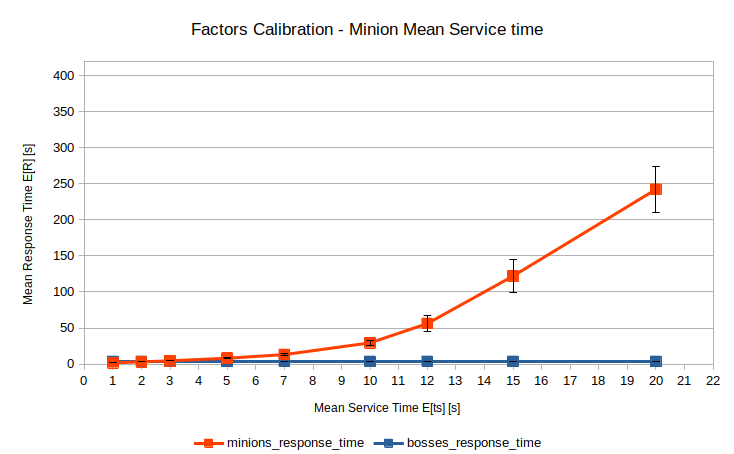 Factors Calibration - Minion Mean Service time
Mean Response Time E[R] [s]
400
350
300
250
200
150
100
50
0
0 1 2 3 4 5 6 7 8 9 10 11 12 13 14 15 16 17 18 19 20 21 22
Mean Service Time E[ts] [s]
minions_response_time bosses_response_time